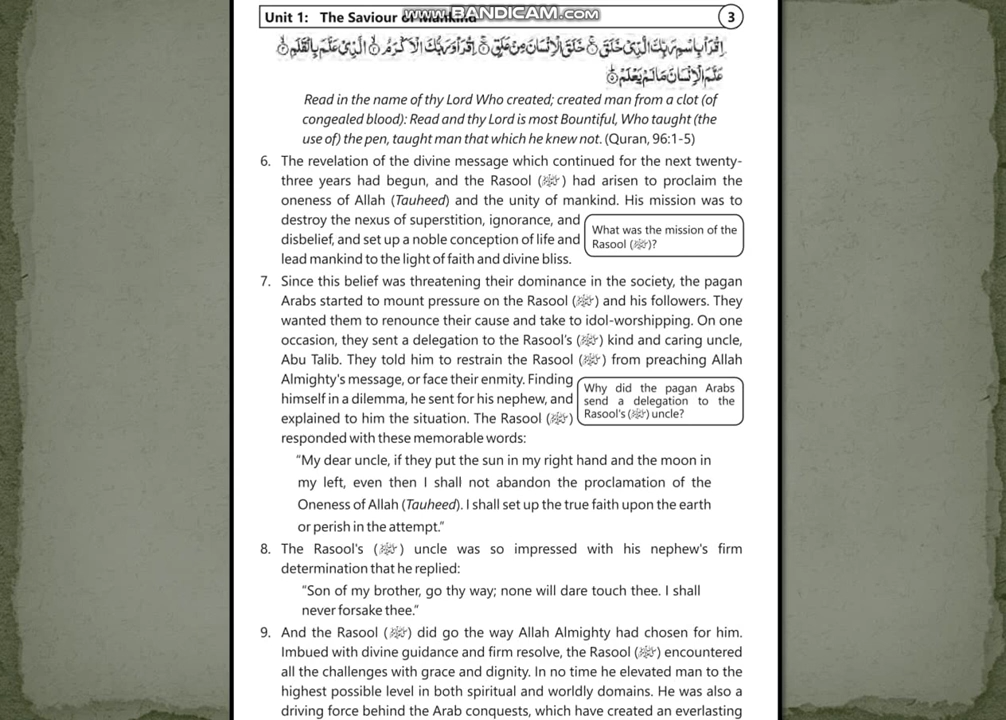 Unit 1: The Saviour of Mankind
www.BANDICAM.com
3
اِقْرَاْ بِاسْمِ رَبِّكَ الَّذِیْ خَلَقَ ۚ خَلَقَ الْاِنْسَانَ مِنْ عَلَقٍ ۚ اِقْرَاْ وَ رَبُّكَ الْاَكْرَمُ ۙ الَّذِیْ عَلَّمَ بِالْقَلَمِ ۙ
عَلَّمَ الْاِنْسَانَ مَا لَمْ یَعْلَمْ ؕ
Read in the name of thy Lord Who created; created man from a clot (of
congealed blood): Read and thy Lord is most Bountiful, Who taught (the
use of) the pen, taught man that which he knew not. (Quran, 96:1-5)
6. The revelation of the divine message which continued for the next twenty-
three years had begun, and the Rasool (ﷺ) had arisen to proclaim the
oneness of Allah (Tauheed) and the unity of mankind. His mission was to
destroy the nexus of superstition, ignorance, and
disbelief, and set up a noble conception of life and
lead mankind to the light of faith and divine bliss.
What was the mission of the
Rasool (ﷺ)?
7. Since this belief was threatening their dominance in the society, the pagan
Arabs started to mount pressure on the Rasool (ﷺ) and his followers. They
wanted them to renounce their cause and take to idol-worshipping. On one
occasion, they sent a delegation to the Rasool's (ﷺ) kind and caring uncle,
Abu Talib. They told him to restrain the Rasool (ﷺ) from preaching Allah
Almighty's message, or face their enmity. Finding
himself in a dilemma, he sent for his nephew, and
explained to him the situation. The Rasool (ﷺ)
responded with these memorable words:
Why did the pagan Arabs
send a delegation to the
Rasool's (ﷺ) uncle?
“My dear uncle, if they put the sun in my right hand and the moon in
my left, even then I shall not abandon the proclamation of the
Oneness of Allah (Tauheed). I shall set up the true faith upon the earth
or perish in the attempt.”
8. The Rasool's (ﷺ) uncle was so impressed with his nephew's firm
determination that he replied:
“Son of my brother, go thy way; none will dare touch thee. I shall
never forsake thee.”
9. And the Rasool (ﷺ) did go the way Allah Almighty had chosen for him.
Imbued with divine guidance and firm resolve, the Rasool (ﷺ) encountered
all the challenges with grace and dignity. In no time he elevated man to the
highest possible level in both spiritual and worldly domains. He was also a
driving force behind the Arab conquests, which have created an everlasting